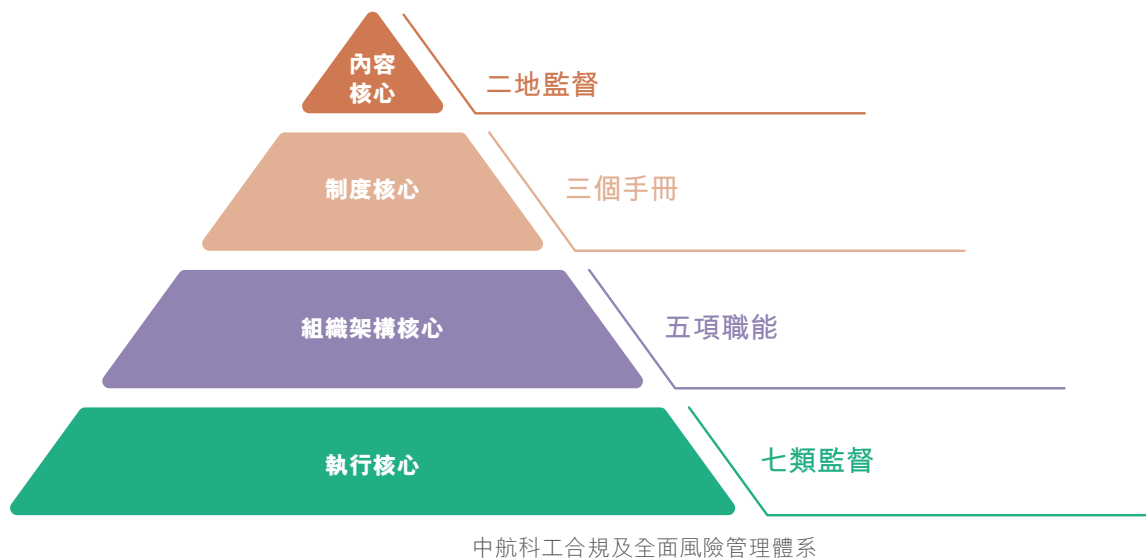 內容
核心
二地監督
制度核心
三個手冊
組織架構核心
五項職能
執行核心
七類監督
中航科工合規及全面風險管理體系